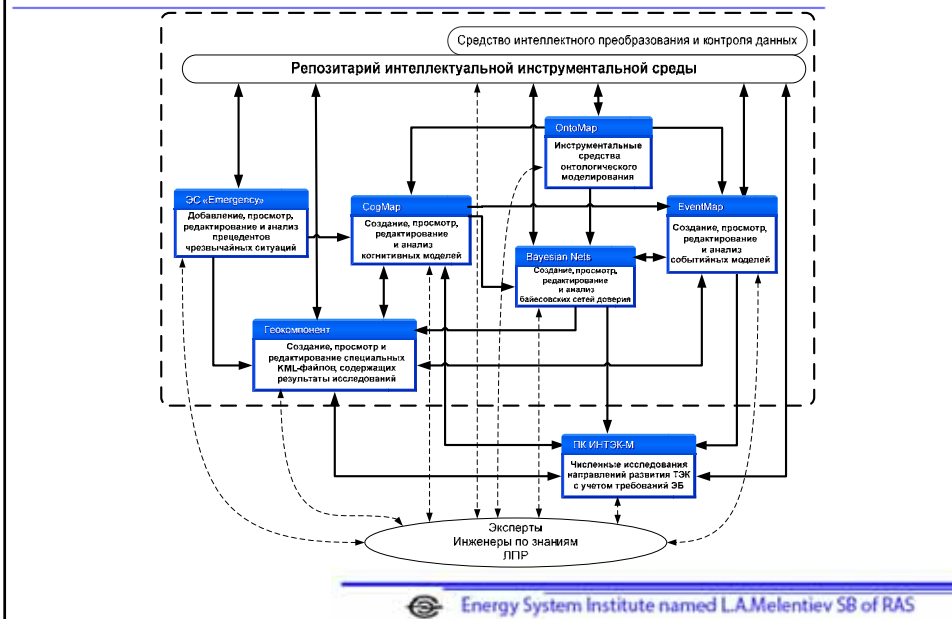 Средство интеллектного преобразования и контроля данных
Репозитарий интеллектуальной инструментальной среды
OntoMap
Инструментальные
средства
онтологического
моделирования
ЭС «Emergency»
Добавление, просмотр,
редактирование и анализ
прецедентов
чрезвычайных ситуаций
CogMap
Создание, просмотр,
редактирование
и анализ
когнитивных моделей
EventMap
Создание, просмотр,
редактирование
и анализ
событийных моделей
Bayesian Nets
Создание, просмотр,
редактирование
и анализ
байесовских сетей доверия
Геокомпонент
Создание, просмотр и
редактирование специальных
KML-файлов, содержащих
результаты исследований
ПК ИНТЭК-М
Численные исследования
направлений развития ТЭК
с учетом требований ЭБ
Эксперты
Инженеры по знаниям
ЛПР
Energy System Institute named L.A.Melentiev SB of RAS